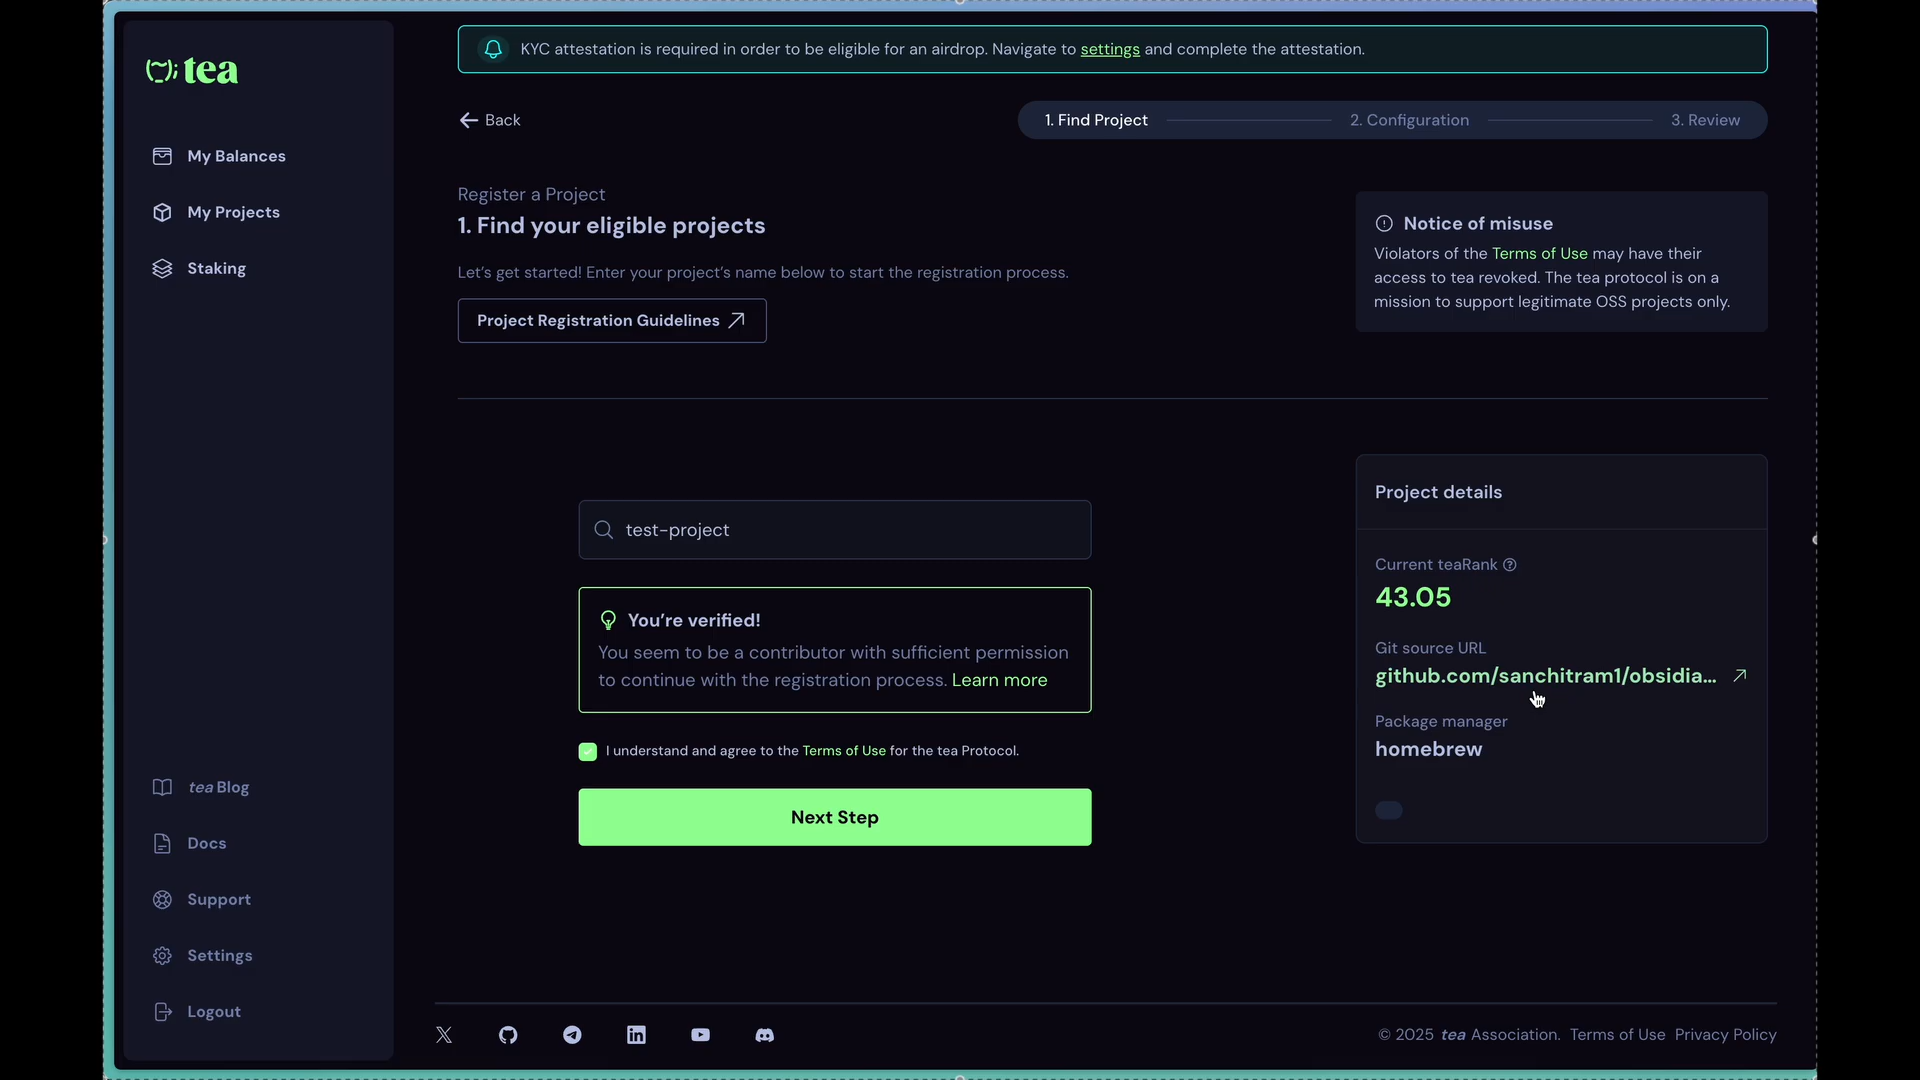 tea
My Balances
My Projects
Staking
tea Blog
Docs
Support
Settings
Logout
KYC attestation is required in order to be eligible for an airdrop. Navigate to settings and complete the attestation.
Back
1. Find Project
2. Configuration
3. Review
Register a Project
1. Find your eligible projects
Let's get started! Enter your project's name below to start the registration process.
Project Registration Guidelines
Notice of misuse
Violators of the Terms of Use may have their
access to tea revoked. The tea protocol is on a
mission to support legitimate OSS projects only.
test-project
You're verified!
You seem to be a contributor with sufficient permission
to continue with the registration process. Learn more
I understand and agree to the Terms of Use for the tea Protocol.
Next Step
Project details
Current teaRank
43.05
Git source URL
github.com/sanchitram1/obsidia...
Package manager
homebrew
© 2025 tea Association. Terms of Use Privacy Policy